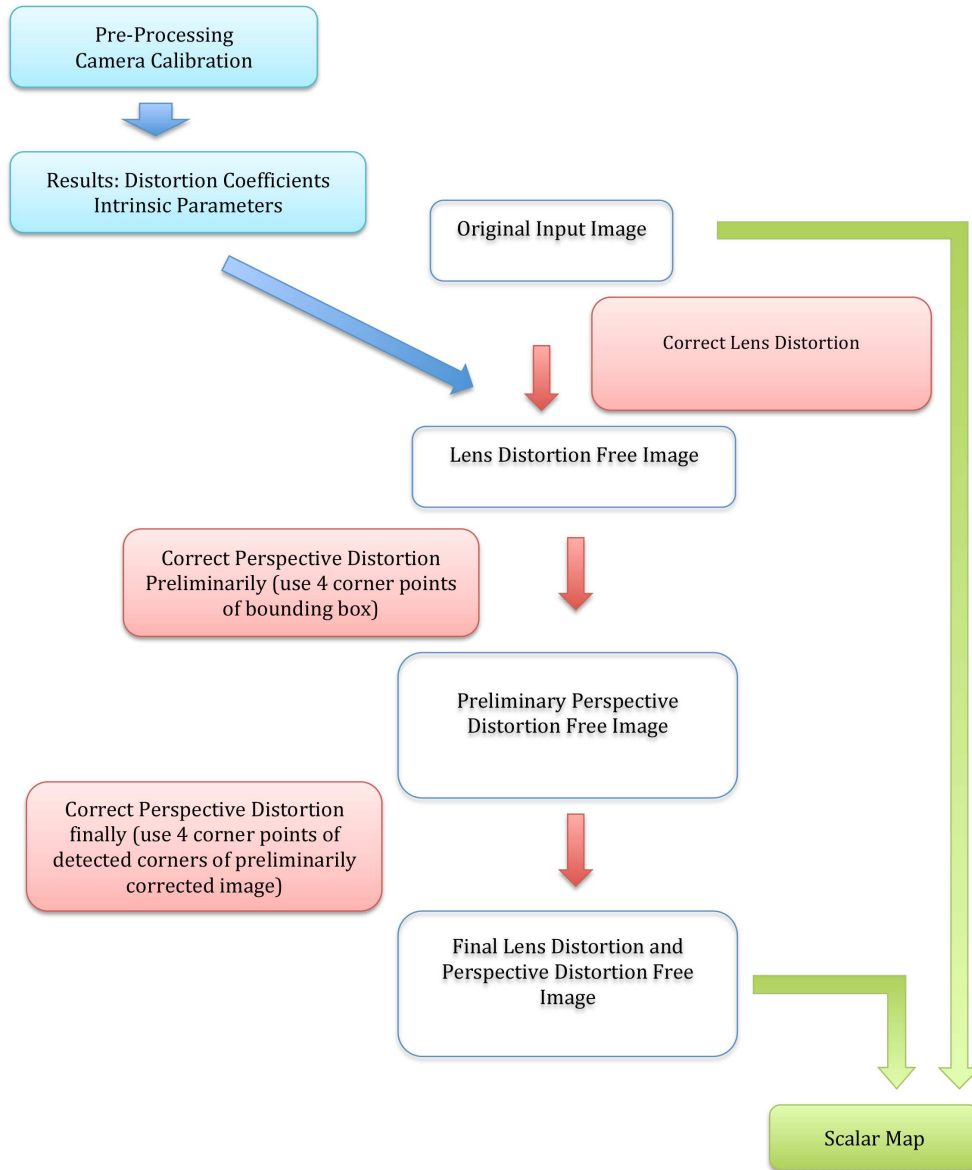 Pre-Processing
Camera Calibration
Results: Distortion Coefficients
Intrinsic Parameters
Original Input Image
Correct Lens Distortion
Lens Distortion Free Image
Correct Perspective Distortion
Preliminarily (use 4 corner points
of bounding box)
Preliminary Perspective
Distortion Free Image
Correct Perspective Distortion
finally (use 4 corner points of
detected corners of preliminarily
corrected image)
Final Lens Distortion and
Perspective Distortion Free
Image
Scalar Map